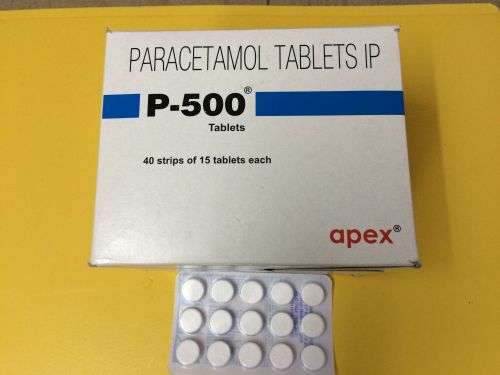 PARACETAMOL TABLETS IP
P-500®
Tablets
40 strips of 15 tablets each
apex®